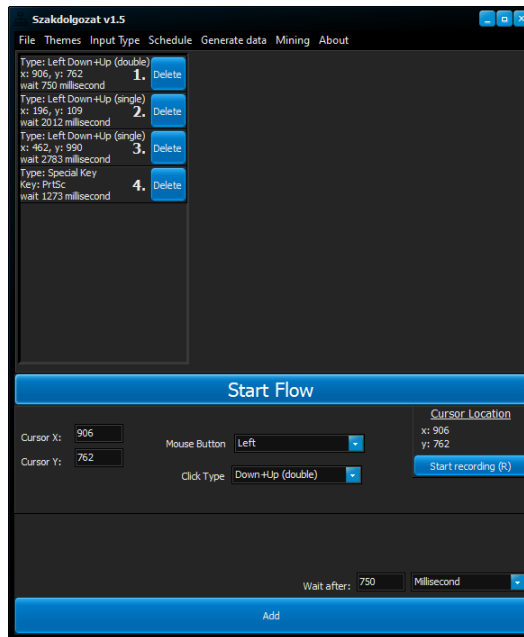 Szakdolgozat v1.5
File Themes Input Type Schedule Generate data Mining About
Type: Left Down+Up (double)
x: 906, y: 762
wait 750 millisecond
1.
Delete
Type: Left Down+Up (single)
x: 196, y: 109
wait 2012 millisecond
2.
Delete
Type: Left Down+Up (single)
x: 462, y: 990
wait 2783 millisecond
3.
Delete
Type: Special Key
Key: PrtSc
wait 1273 millisecond
4.
Delete
Start Flow
Cursor X: 906
Cursor Y: 762
Mouse Button Left
Click Type Down+Up (double)
Cursor Location
x: 906
y: 762
Start recording (R)
Wait after: 750 Millisecond
Add